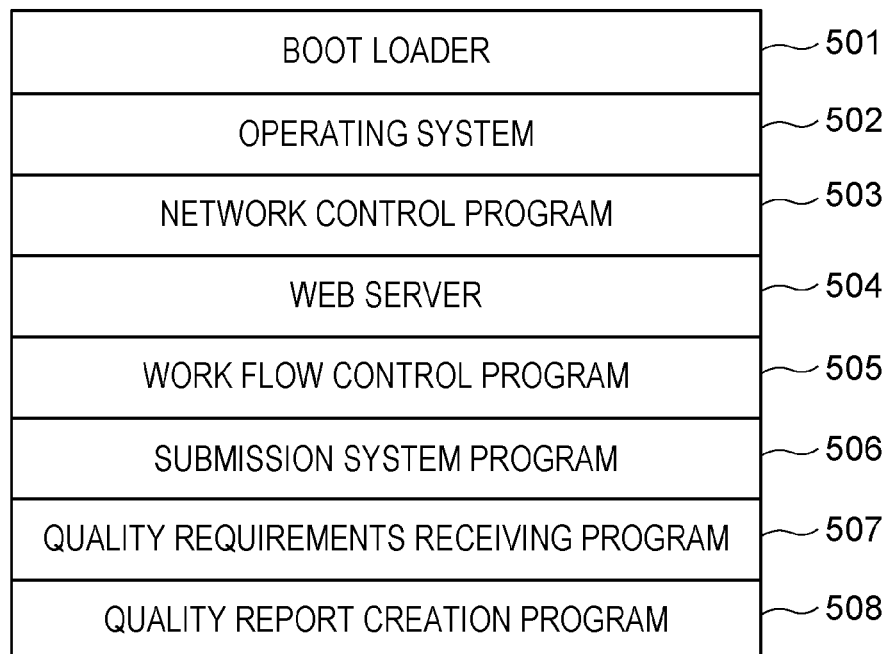 BOOT LOADER 501
OPERATING SYSTEM 502
NETWORK CONTROL PROGRAM 503
WEB SERVER 504
WORK FLOW CONTROL PROGRAM 505
SUBMISSION SYSTEM PROGRAM 506
QUALITY REQUIREMENTS RECEIVING PROGRAM 507
QUALITY REPORT CREATION PROGRAM 508